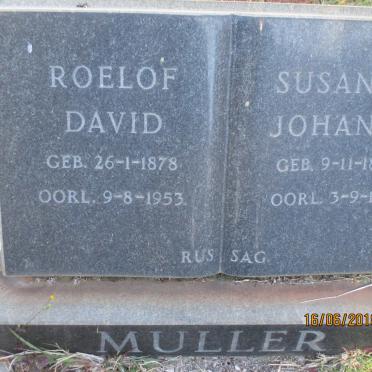 ROELOF
DAVID
GEB. 26-1-1878
OORL. 9-8-1953.
SUSAN
JOHAN
GEB. 9-11-18
OORL. 3-9-1
RUS SAG.
MULLER
16/06/201